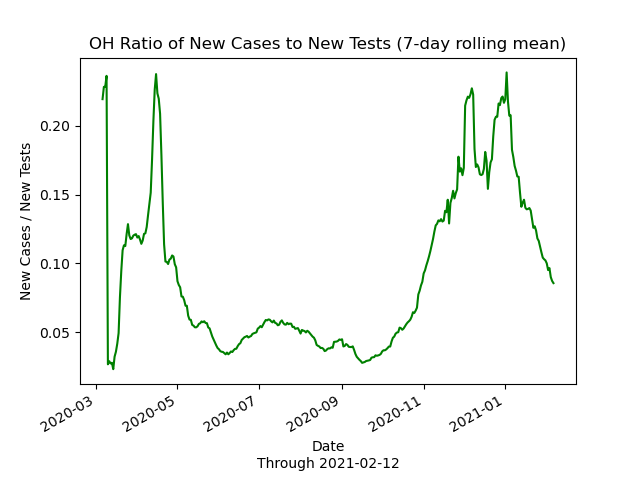 OH Ratio of New Cases to New Tests (7-day rolling mean)
New Cases / New Tests
0.20
0.15
0.10
0.05
2020-03
2020-05
2020-07
2020-09
2020-11
2021-01
Date
Through 2021-02-12